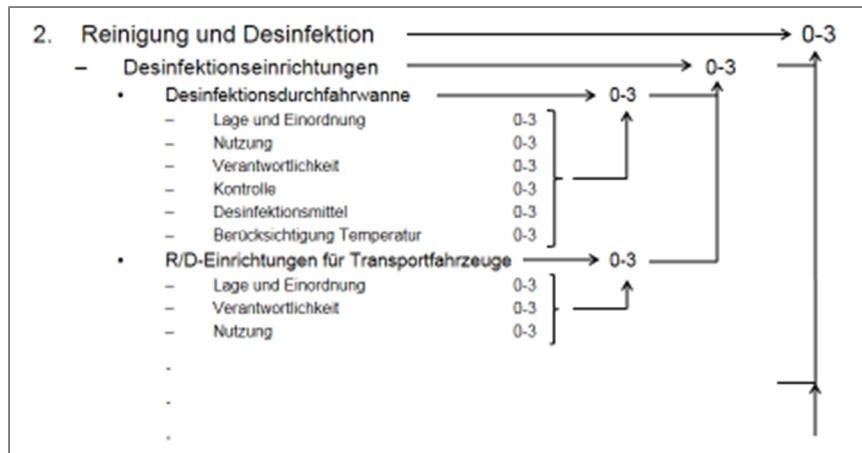 2. Reinigung und Desinfektion 0-3
– Desinfektionseinrichtungen 0-3
• Desinfektionsdurchfahrwanne 0-3
– Lage und Einordnung 0-3
– Nutzung 0-3
– Verantwortlichkeit 0-3
– Kontrolle 0-3
– Desinfektionsmittel 0-3
– Berücksichtigung Temperatur 0-3
• R/D-Einrichtungen für Transportfahrzeuge 0-3
– Lage und Einordnung 0-3
– Verantwortlichkeit 0-3
– Nutzung 0-3
.
.
.